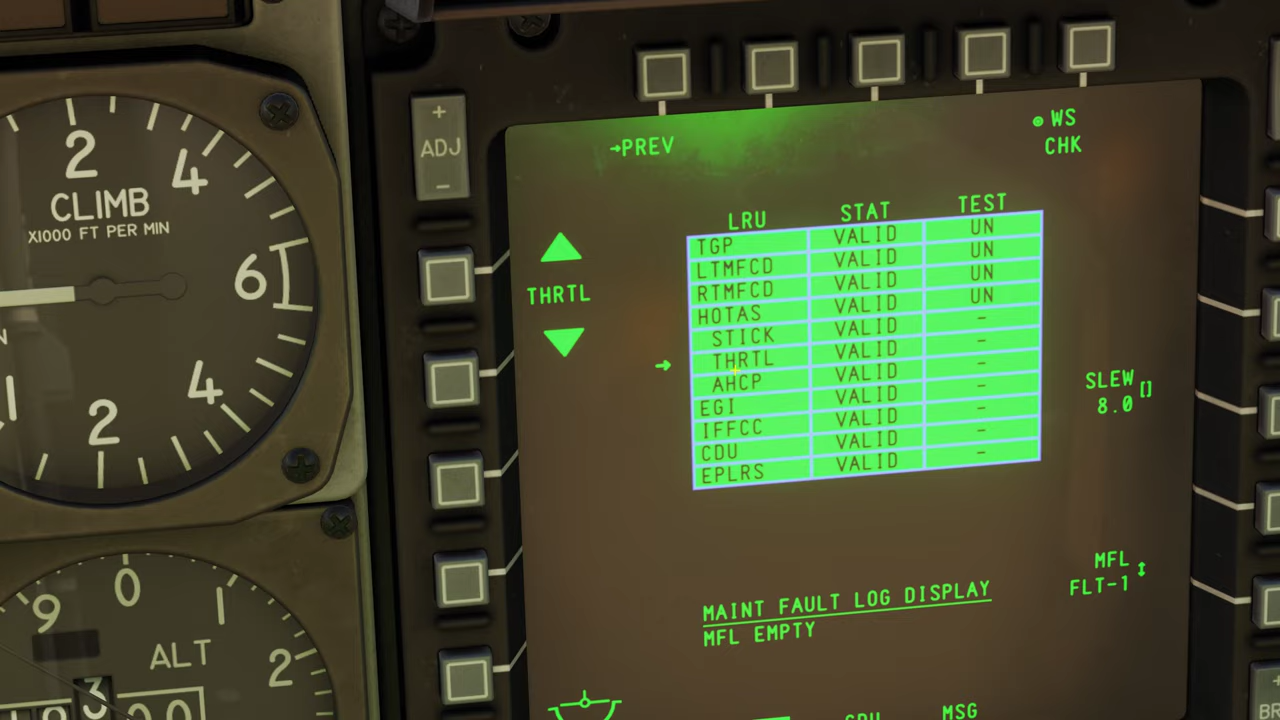 2
4
CLIMB
X1000 FT PER MIN
6
4
2
1
0
9
1
ALT
2
3
+
ADJ
-
→PREV
WS
CHK
THRTL
LRU STAT TEST
TGP VALID UN
LTMFCD VALID UN
RTMFCD VALID UN
HOTAS VALID UN
STICK VALID -
THRTL VALID -
AHCP VALID -
EGI VALID -
IFFCC VALID -
CDU VALID -
EPLRS VALID -
SLEW
8.0
MFL
FLT-1
MAINT FAULT LOG DISPLAY
MFL EMPTY
MSG